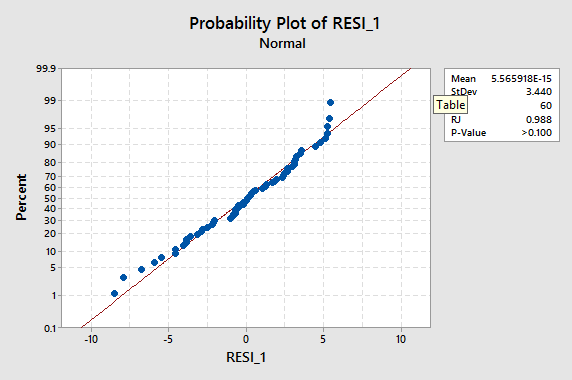 Probability Plot of RESI_1
Normal
99.9
99
95
90
80
70
60
50
40
30
20
10
5
1
0.1
Percent
-10 -5 0 5 10
RESI_1
Mean 5.565918E-15
StDev 3.440
Table 60
RJ 0.988
P-Value >0.100